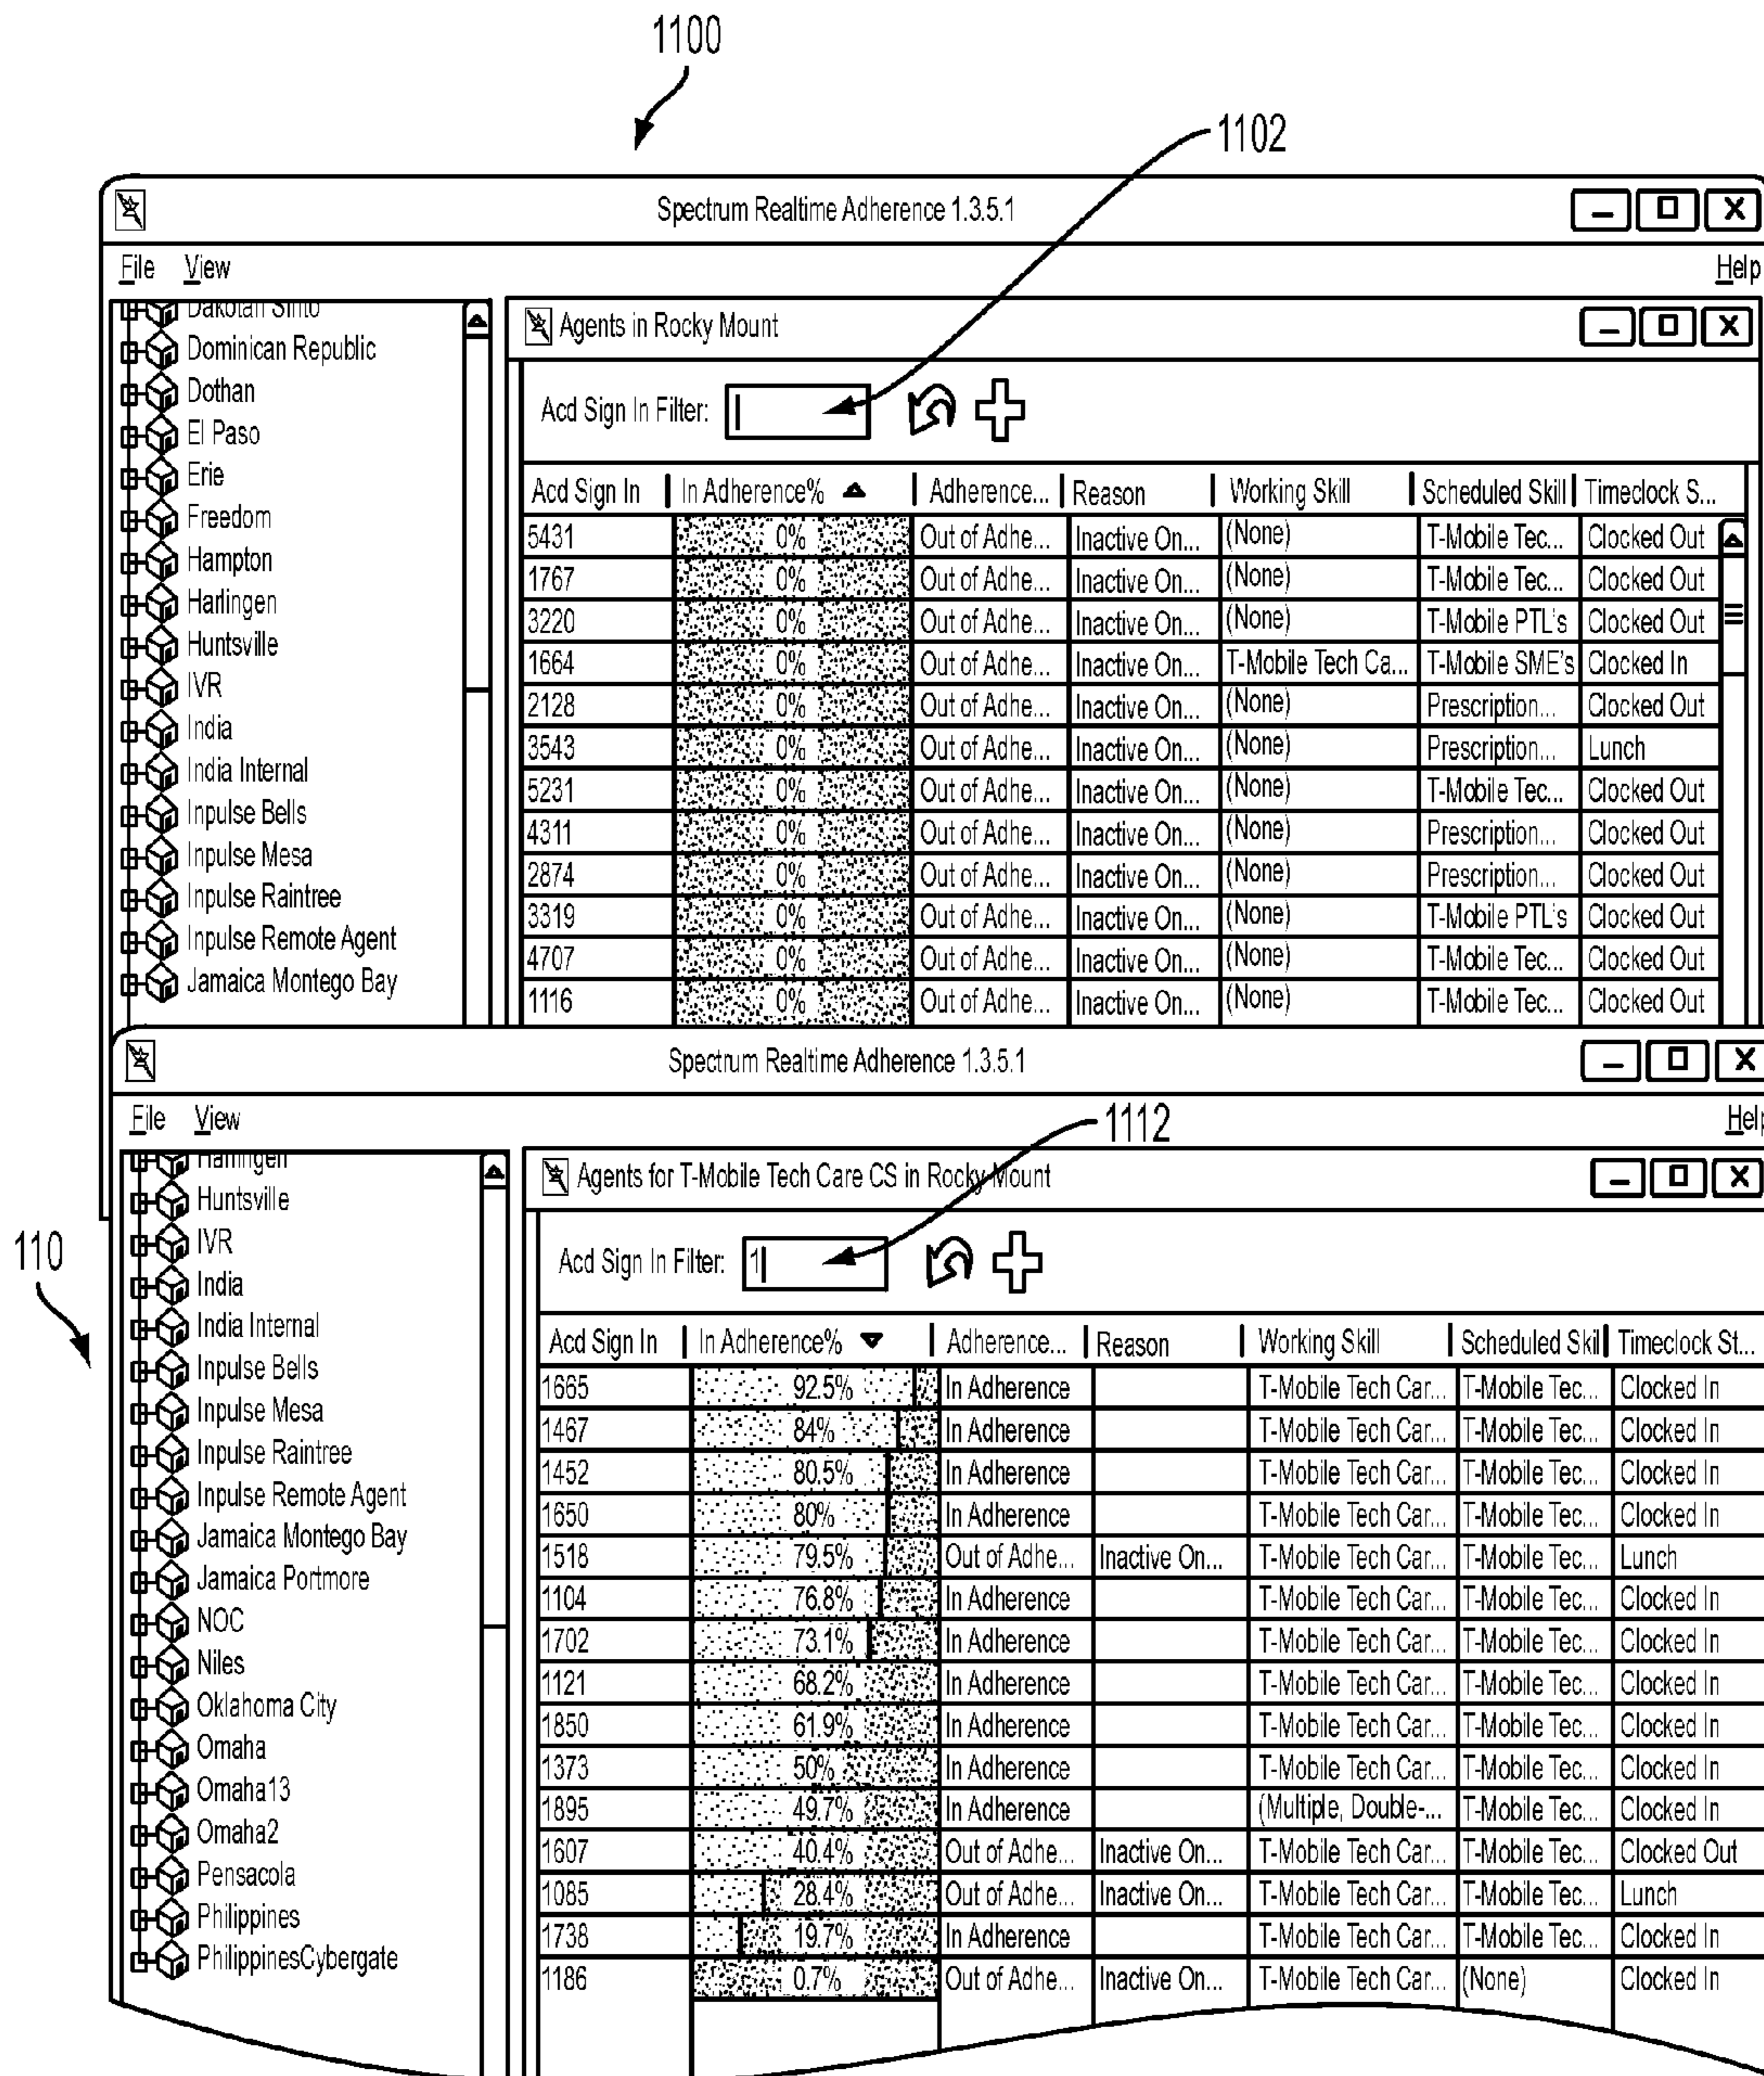 1100
1102
Spectrum Realtime Adherence 1.3.5.1
File View Help
Dakotah Sinto
Dominican Republic
Dothan
El Paso
Erie
Freedom
Hampton
Harlingen
Huntsville
IVR
India
India Internal
Inpulse Bells
Inpulse Mesa
Inpulse Raintree
Inpulse Remote Agent
Jamaica Montego Bay
Agents in Rocky Mount
Acd Sign In Filter:
Acd Sign In In Adherence% Adherence... Reason Working Skill Scheduled Skill Timeclock S...
5431 0% Out of Adhe... Inactive On... (None) T-Mobile Tec... Clocked Out
1767 0% Out of Adhe... Inactive On... (None) T-Mobile Tec... Clocked Out
3220 0% Out of Adhe... Inactive On... (None) T-Mobile PTL's Clocked Out
1664 0% Out of Adhe... Inactive On... T-Mobile Tech Ca... T-Mobile SME's Clocked In
2128 0% Out of Adhe... Inactive On... (None) Prescription... Clocked Out
3543 0% Out of Adhe... Inactive On... (None) Prescription... Lunch
5231 0% Out of Adhe... Inactive On... (None) T-Mobile Tec... Clocked Out
4311 0% Out of Adhe... Inactive On... (None) Prescription... Clocked Out
2874 0% Out of Adhe... Inactive On... (None) Prescription... Clocked Out
3319 0% Out of Adhe... Inactive On... (None) T-Mobile PTL's Clocked Out
4707 0% Out of Adhe... Inactive On... (None) T-Mobile Tec... Clocked Out
1116 0% Out of Adhe... Inactive On... (None) T-Mobile Tec... Clocked Out
Spectrum Realtime Adherence 1.3.5.1
File View Help
1112
110
Harlingen
Huntsville
IVR
India
India Internal
Inpulse Bells
Inpulse Mesa
Inpulse Raintree
Inpulse Remote Agent
Jamaica Montego Bay
Jamaica Portmore
NOC
Niles
Oklahoma City
Omaha
Omaha13
Omaha2
Pensacola
Philippines
PhilippinesCybergate
Agents for T-Mobile Tech Care CS in Rocky Mount
Acd Sign In Filter: 1
Acd Sign In In Adherence% Adherence... Reason Working Skill Scheduled Skil Timeclock St...
1665 92.5% In Adherence T-Mobile Tech Car... T-Mobile Tec... Clocked In
1467 84% In Adherence T-Mobile Tech Car... T-Mobile Tec... Clocked In
1452 80.5% In Adherence T-Mobile Tech Car... T-Mobile Tec... Clocked In
1650 80% In Adherence T-Mobile Tech Car... T-Mobile Tec... Clocked In
1518 79.5% Out of Adhe... Inactive On... T-Mobile Tech Car... T-Mobile Tec... Lunch
1104 76.8% In Adherence T-Mobile Tech Car... T-Mobile Tec... Clocked In
1702 73.1% In Adherence T-Mobile Tech Car... T-Mobile Tec... Clocked In
1121 68.2% In Adherence T-Mobile Tech Car... T-Mobile Tec... Clocked In
1850 61.9% In Adherence T-Mobile Tech Car... T-Mobile Tec... Clocked In
1373 50% In Adherence T-Mobile Tech Car... T-Mobile Tec... Clocked In
1895 49.7% In Adherence (Multiple, Double-... T-Mobile Tec... Clocked In
1607 40.4% Out of Adhe... Inactive On... T-Mobile Tech Car... T-Mobile Tec... Clocked Out
1085 28.4% Out of Adhe... Inactive On... T-Mobile Tech Car... T-Mobile Tec... Lunch
1738 19.7% In Adherence T-Mobile Tech Car... T-Mobile Tec... Clocked In
1186 0.7% Out of Adhe... Inactive On... T-Mobile Tech Car... (None) Clocked In